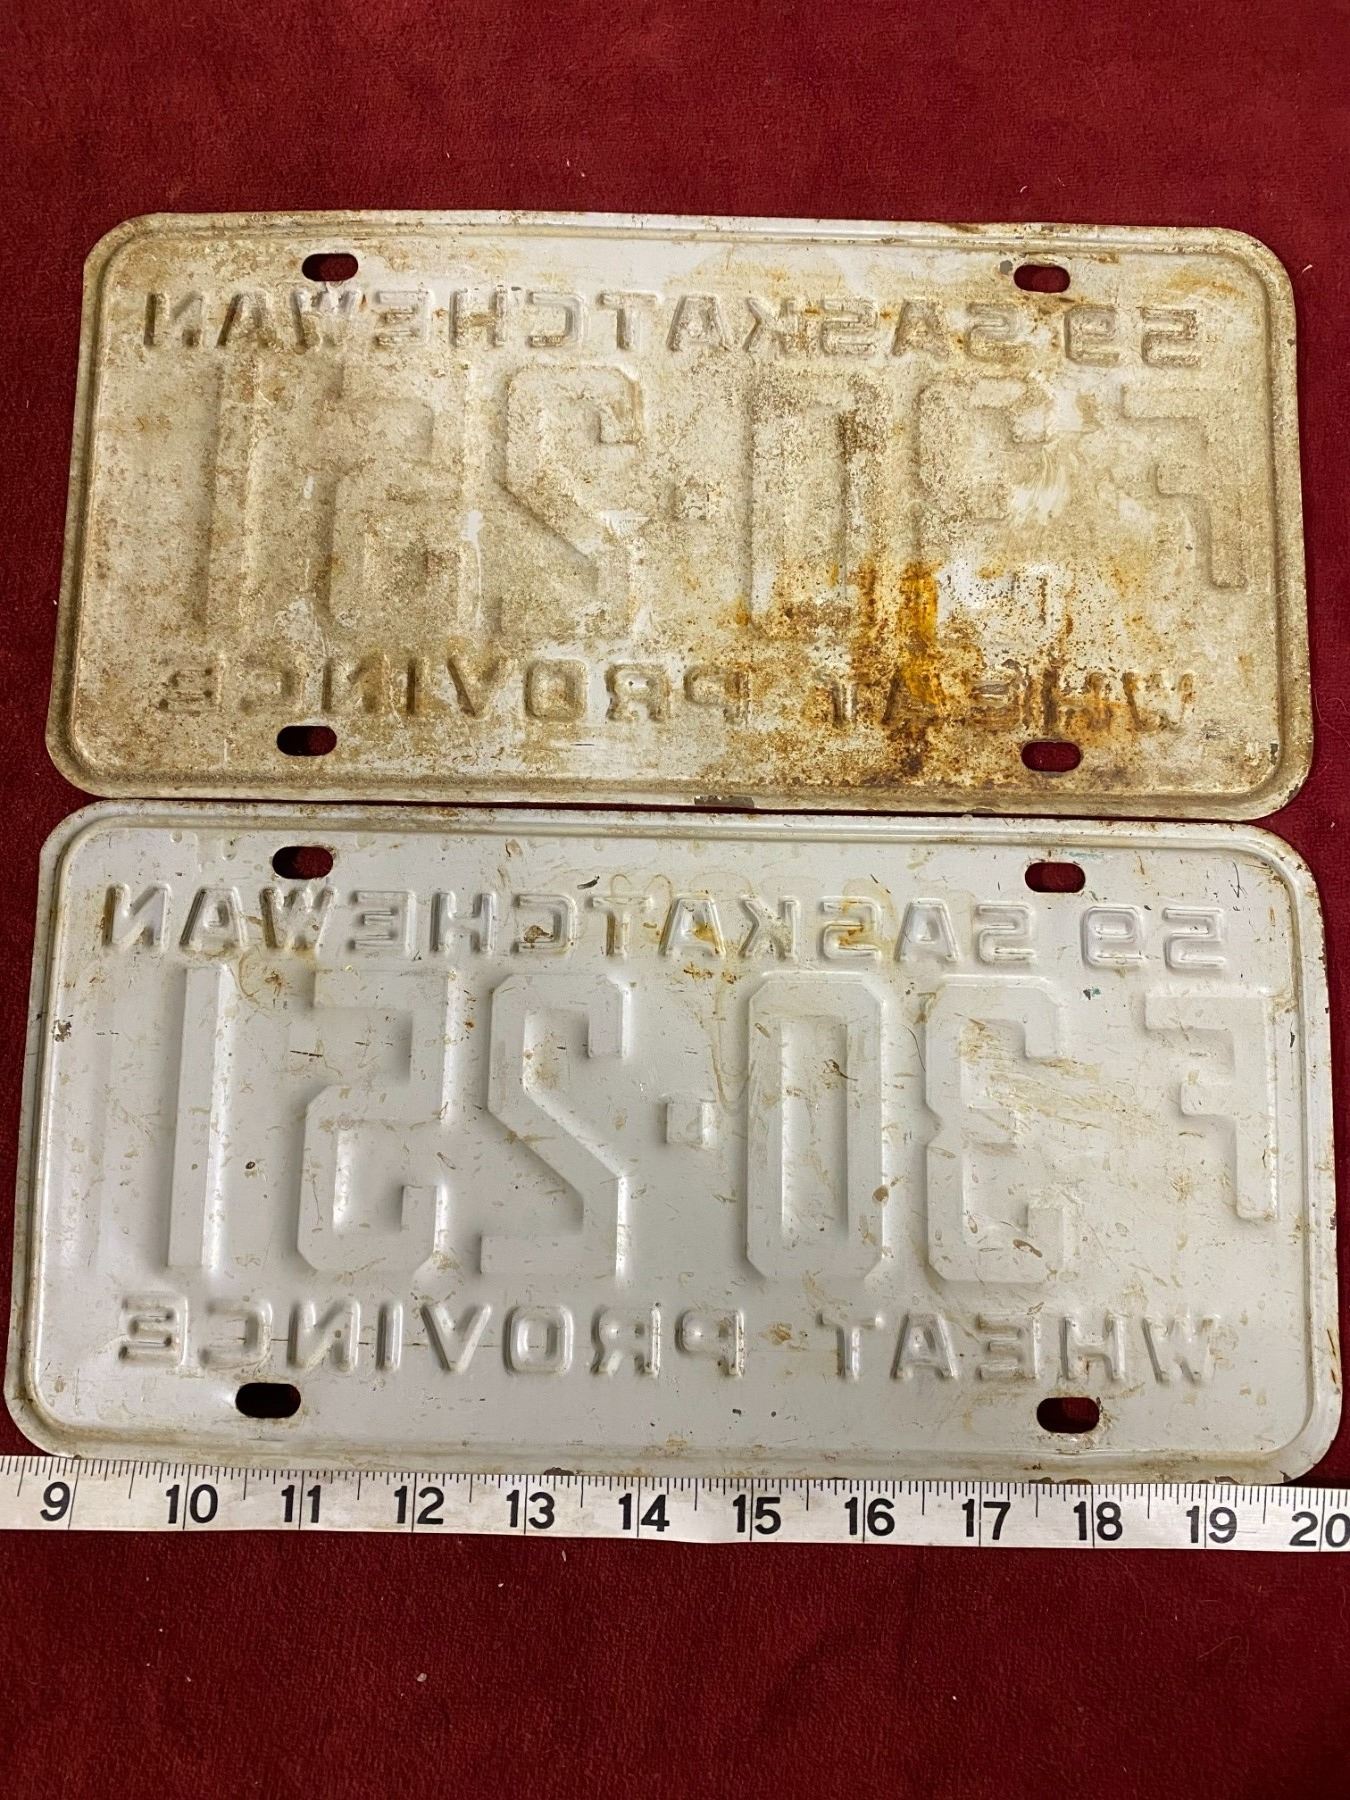 59 SASKATCHEWAN
F30·251
WHEAT PROVINCE
59 SASKATCHEWAN
F30·251
WHEAT PROVINCE
9 10 11 12 13 14 15 16 17 18 19 20